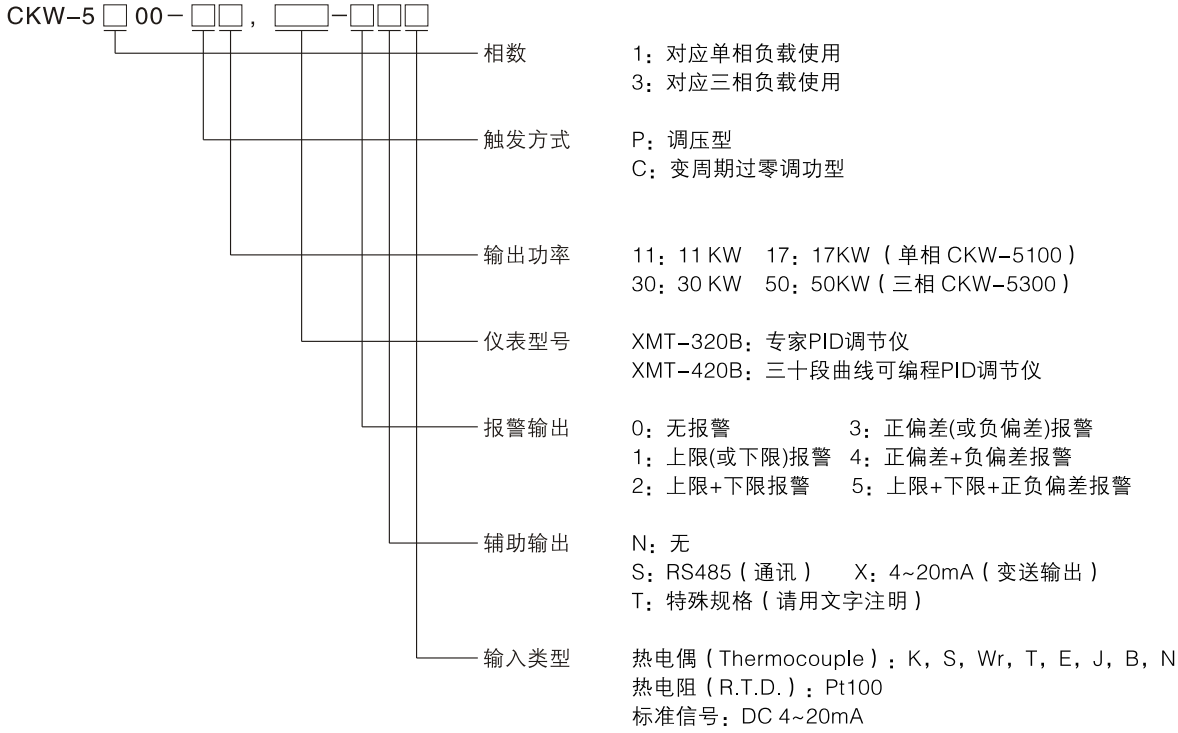 CKW-5 □ 00-□□, □-□□□
相数 1：对应单相负载使用
3：对应三相负载使用
触发方式 P：调压型
C：变周期过零调功型
输出功率 11：11 KW 17：17KW（单相 CKW-5100）
30：30 KW 50：50KW（三相 CKW-5300）
仪表型号 XMT-320B：专家PID调节仪
XMT-420B：三十段曲线可编程PID调节仪
报警输出 0：无报警 3：正偏差(或负偏差)报警
1：上限(或下限)报警 4：正偏差+负偏差报警
2：上限+下限报警 5：上限+下限+正负偏差报警
辅助输出 N：无
S：RS485（通讯） X：4~20mA（变送输出）
T：特殊规格（请用文字注明）
输入类型 热电偶（Thermocouple）：K，S，Wr，T，E，J，B，N
热电阻（R.T.D.）：Pt100
标准信号：DC 4~20mA